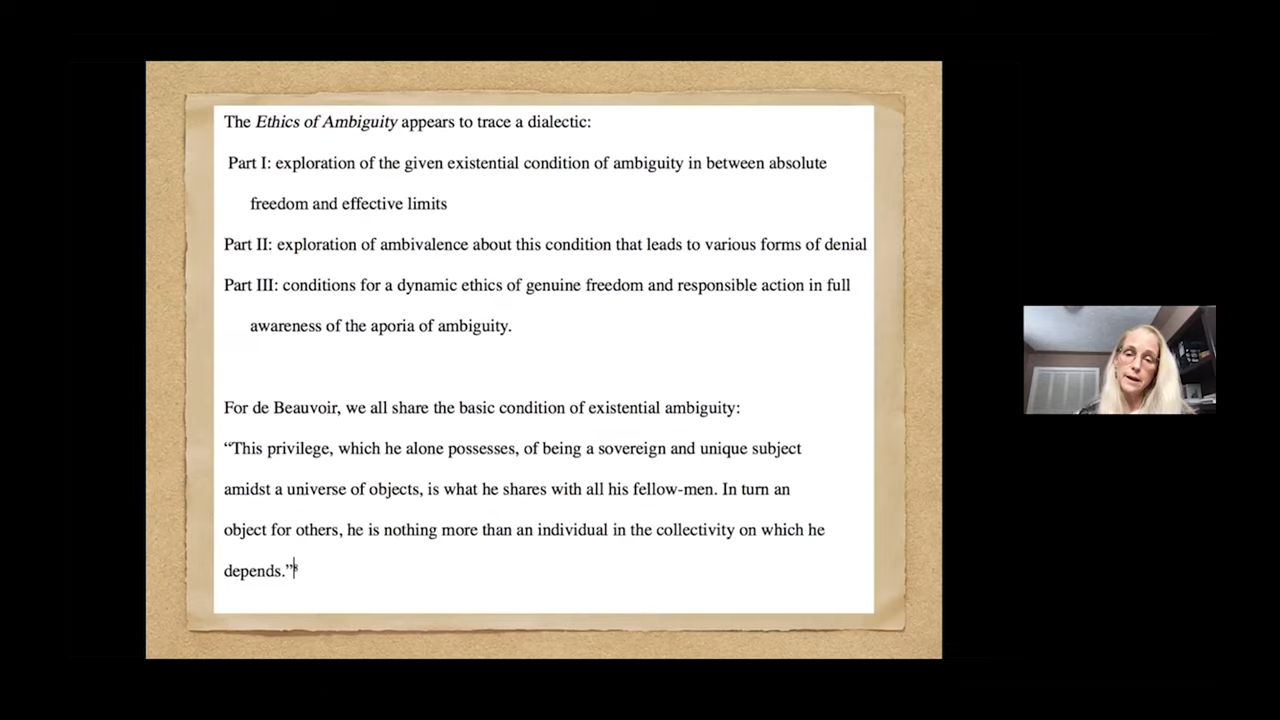 The Ethics of Ambiguity appears to trace a dialectic:
Part I: exploration of the given existential condition of ambiguity in between absolute
freedom and effective limits
Part II: exploration of ambivalence about this condition that leads to various forms of denial
Part III: conditions for a dynamic ethics of genuine freedom and responsible action in full
awareness of the aporia of ambiguity.
For de Beauvoir, we all share the basic condition of existential ambiguity:
“This privilege, which he alone possesses, of being a sovereign and unique subject
amidst a universe of objects, is what he shares with all his fellow-men. In turn an
object for others, he is nothing more than an individual in the collectivity on which he
depends.”